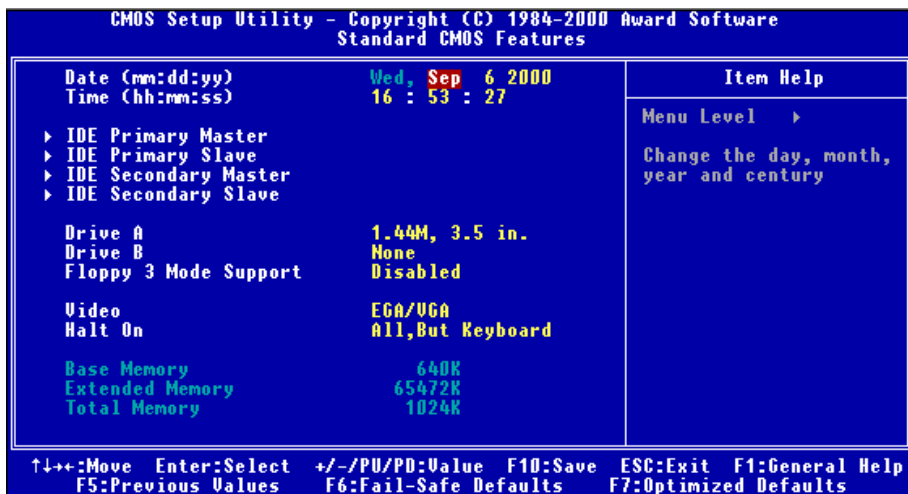 CMOS Setup Utility - Copyright (C) 1984-2000 Award Software
Standard CMOS Features
Date (mm:dd:yy) Wed, Sep 6 2000
Time (hh:mm:ss) 16 : 53 : 27
▸ IDE Primary Master
▸ IDE Primary Slave
▸ IDE Secondary Master
▸ IDE Secondary Slave
Drive A 1.44M, 3.5 in.
Drive B None
Floppy 3 Mode Support Disabled
Video EGA/VGA
Halt On All,But Keyboard
Base Memory 640K
Extended Memory 65472K
Total Memory 1024K
Item Help
Menu Level ▸
Change the day, month,
year and century
↑↓→←:Move Enter:Select +/-/PU/PD:Value F10:Save ESC:Exit F1:General Help
F5:Previous Values F6:Fail-Safe Defaults F7:Optimized Defaults